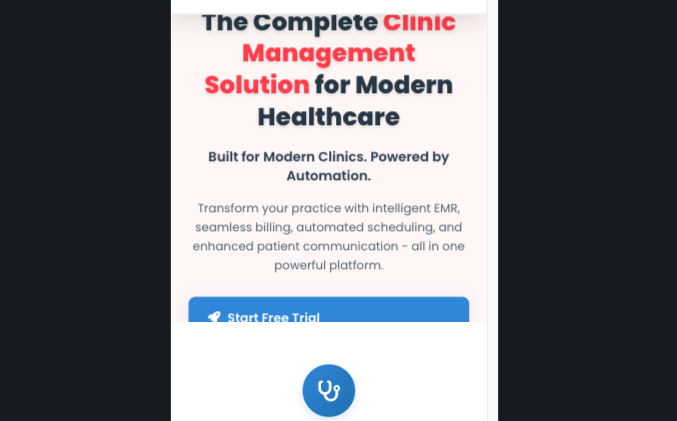 The Complete Clinic
Management
Solution for Modern
Healthcare
Built for Modern Clinics. Powered by
Automation.
Transform your practice with intelligent EMR,
seamless billing, automated scheduling, and
enhanced patient communication - all in one
powerful platform.
Start Free Trial